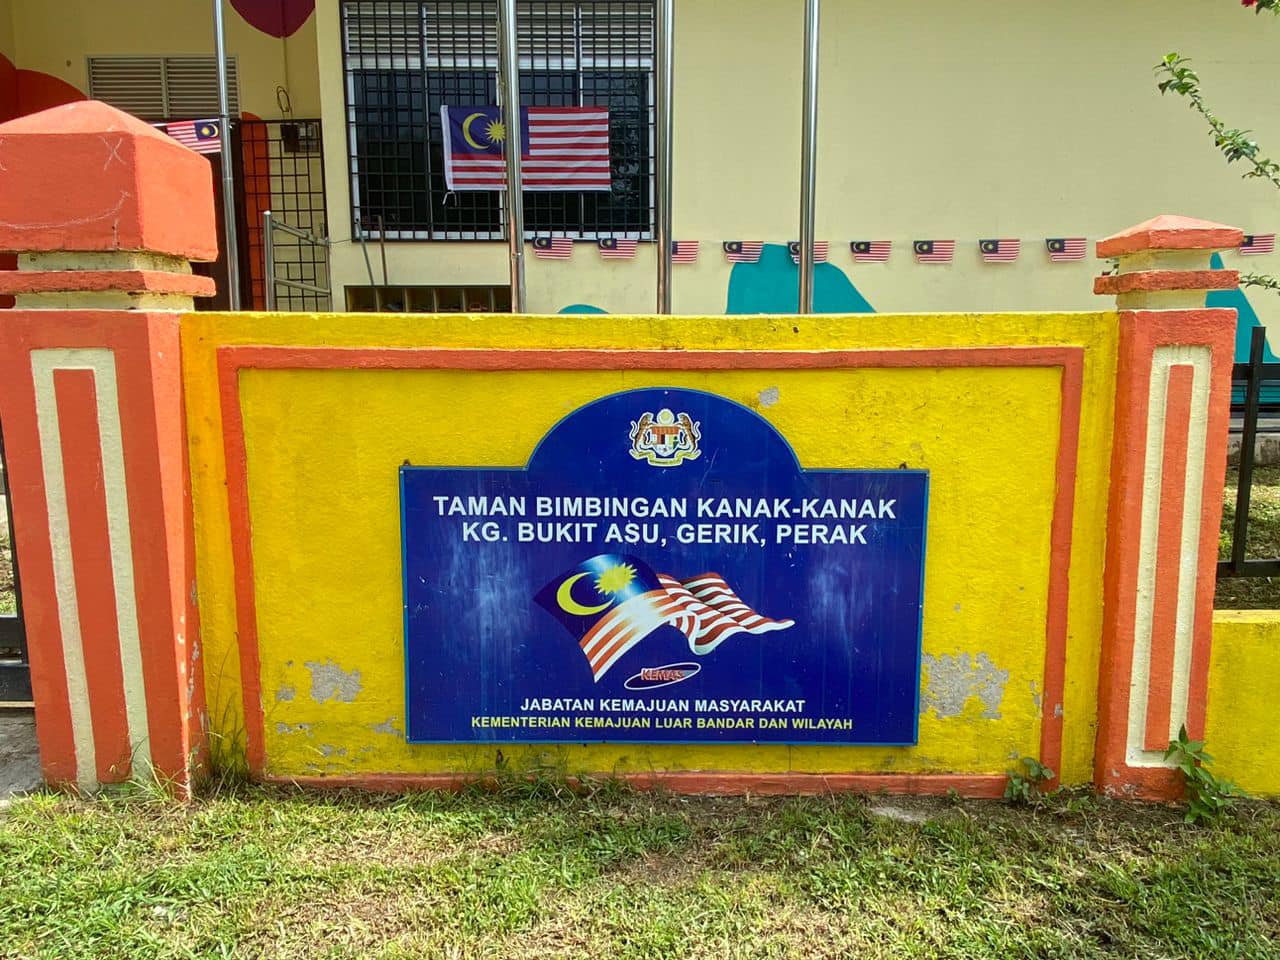 TAMAN BIMBINGAN KANAK-KANAK
KG. BUKIT ASU, GERIK, PERAK
KEMAS
JABATAN KEMAJUAN MASYARAKAT
KEMENTERIAN KEMAJUAN LUAR BANDAR DAN WILAYAH